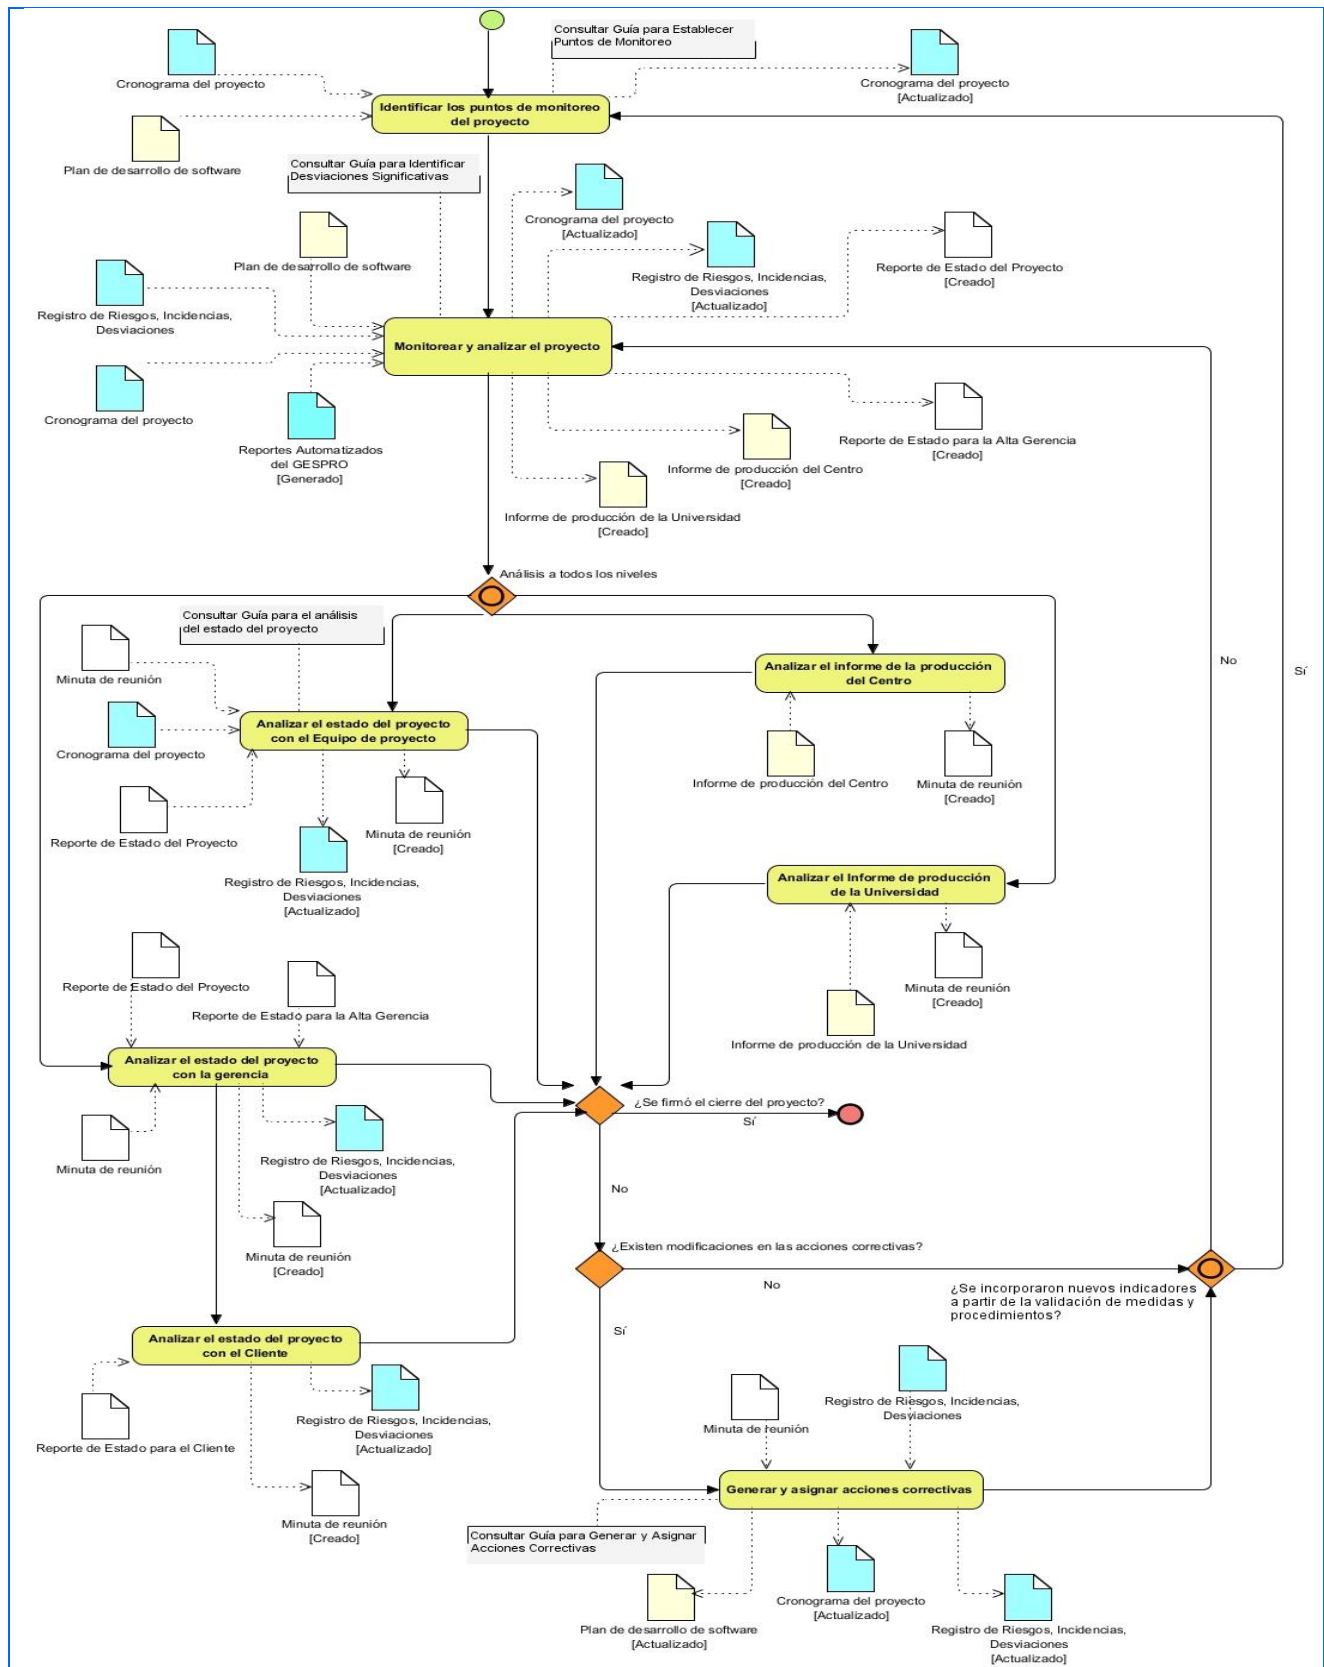 Consultar Guía para Establecer
Puntos de Monitoreo
Cronograma del proyecto
Cronograma del proyecto
[Actualizado]
Identificar los puntos de monitoreo
del proyecto
Plan de desarrollo de software
Consultar Guía para Identificar
Desviaciones Significativas
Cronograma del proyecto
[Actualizado]
Plan de desarrollo de software
Registro de Riesgos, Incidencias,
Desviaciones
[Actualizado]
Reporte de Estado del Proyecto
[Creado]
Registro de Riesgos, Incidencias,
Desviaciones
Monitorear y analizar el proyecto
Cronograma del proyecto
Reportes Automatizados
del GESPRO
[Generado]
Reporte de Estado para la Alta Gerencia
[Creado]
Informe de producción del Centro
[Creado]
Informe de producción de la Universidad
[Creado]
Análisis a todos los niveles
Consultar Guía para el análisis
del estado del proyecto
Minuta de reunión
Analizar el informe de la producción
del Centro
No
Sí
Analizar el estado del proyecto
con el Equipo de proyecto
Cronograma del proyecto
Informe de producción del Centro
Minuta de reunión
[Creado]
Reporte de Estado del Proyecto
Minuta de reunión
[Creado]
Registro de Riesgos, Incidencias,
Desviaciones
[Actualizado]
Analizar el Informe de producción
de la Universidad
Reporte de Estado del Proyecto
Reporte de Estado para la Alta Gerencia
Minuta de reunión
[Creado]
Informe de producción de la Universidad
Analizar el estado del proyecto
con la gerencia
¿Se firmó el cierre del proyecto?
Sí
Minuta de reunión
Registro de Riesgos, Incidencias,
Desviaciones
[Actualizado]
No
Minuta de reunión
[Creado]
¿Existen modificaciones en las acciones correctivas?
No
¿Se incorporaron nuevos indicadores
a partir de la validación de medidas y
procedimientos?
Sí
Analizar el estado del proyecto
con el Cliente
Reporte de Estado para el Cliente
Registro de Riesgos, Incidencias,
Desviaciones
[Actualizado]
Minuta de reunión
Registro de Riesgos, Incidencias,
Desviaciones
Generar y asignar acciones correctivas
Minuta de reunión
[Creado]
Consultar Guía para Generar y Asignar
Acciones Correctivas
Plan de desarrollo de software
[Actualizado]
Cronograma del proyecto
[Actualizado]
Registro de Riesgos, Incidencias,
Desviaciones
[Actualizado]